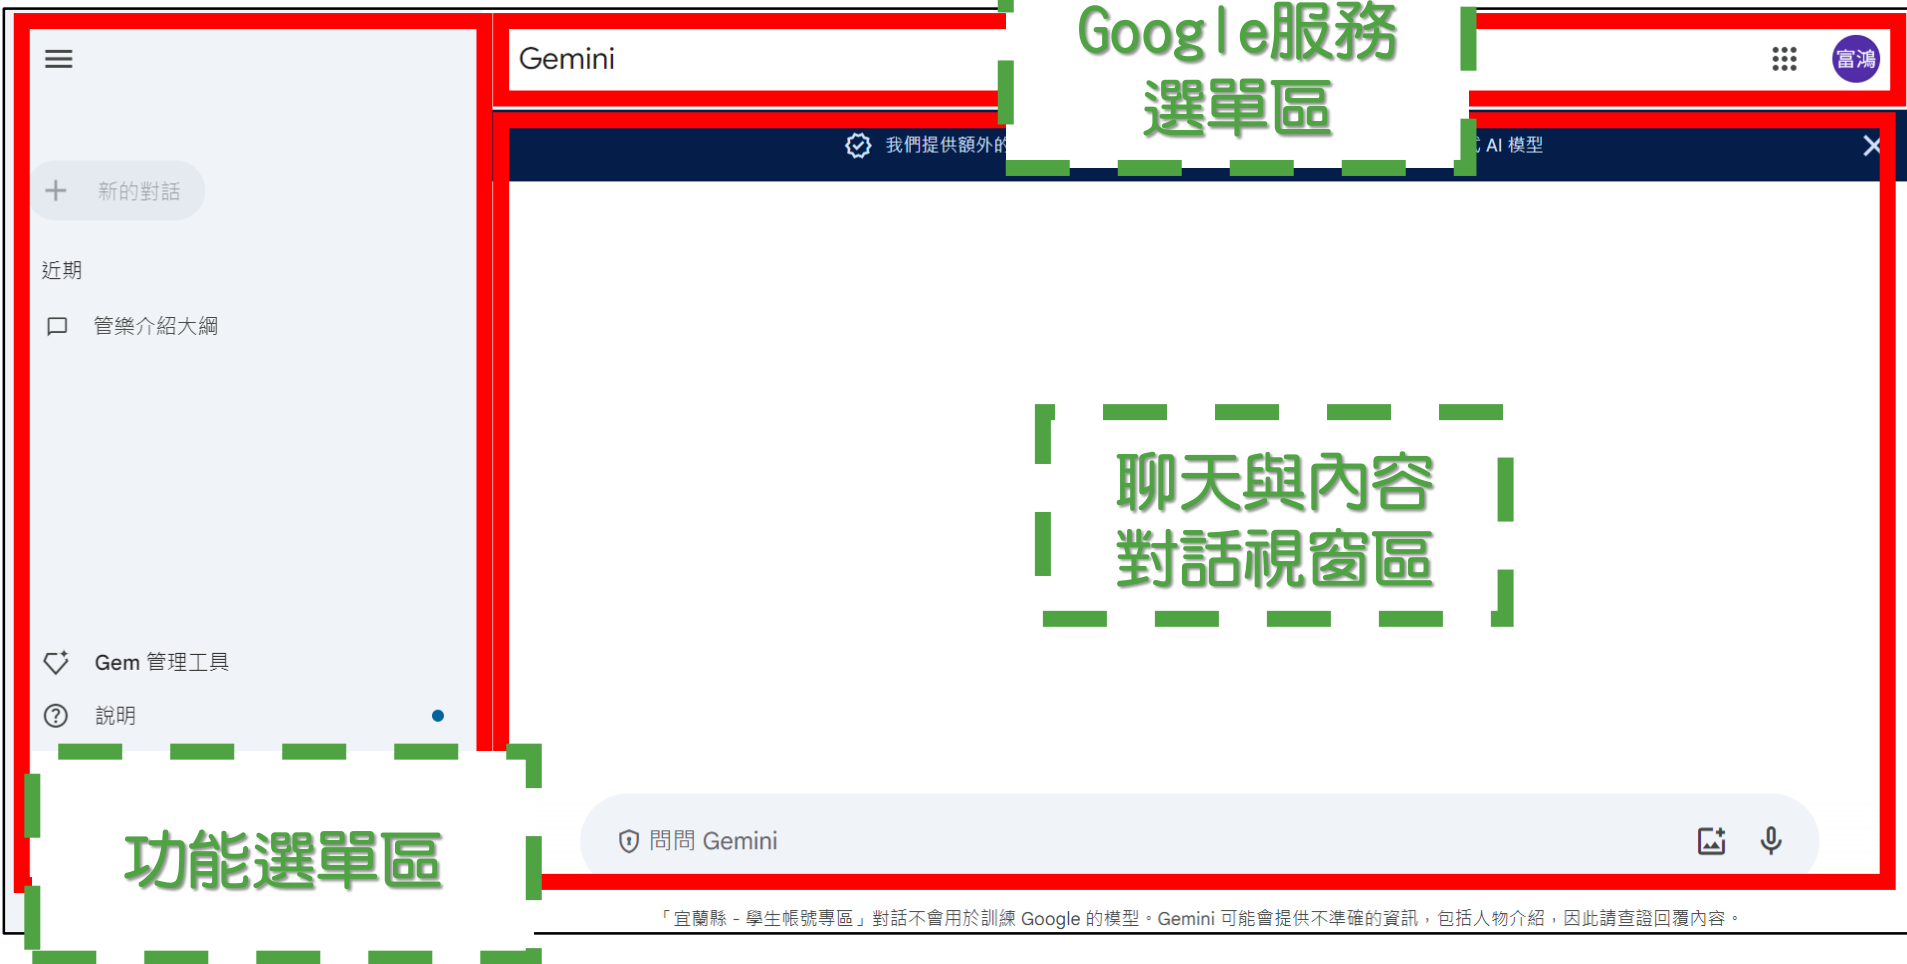 Google服務
選單區
Gemini
富鴻
我們提供額外的
AI 模型
新的對話
近期
管樂介紹大綱
聊天與內容
對話視窗區
Gem 管理工具
說明
功能選單區
問問 Gemini
「宜蘭縣 - 學生帳號專區」對話不會用於訓練 Google 的模型。Gemini 可能會提供不準確的資訊，包括人物介紹，因此請查證回覆內容。